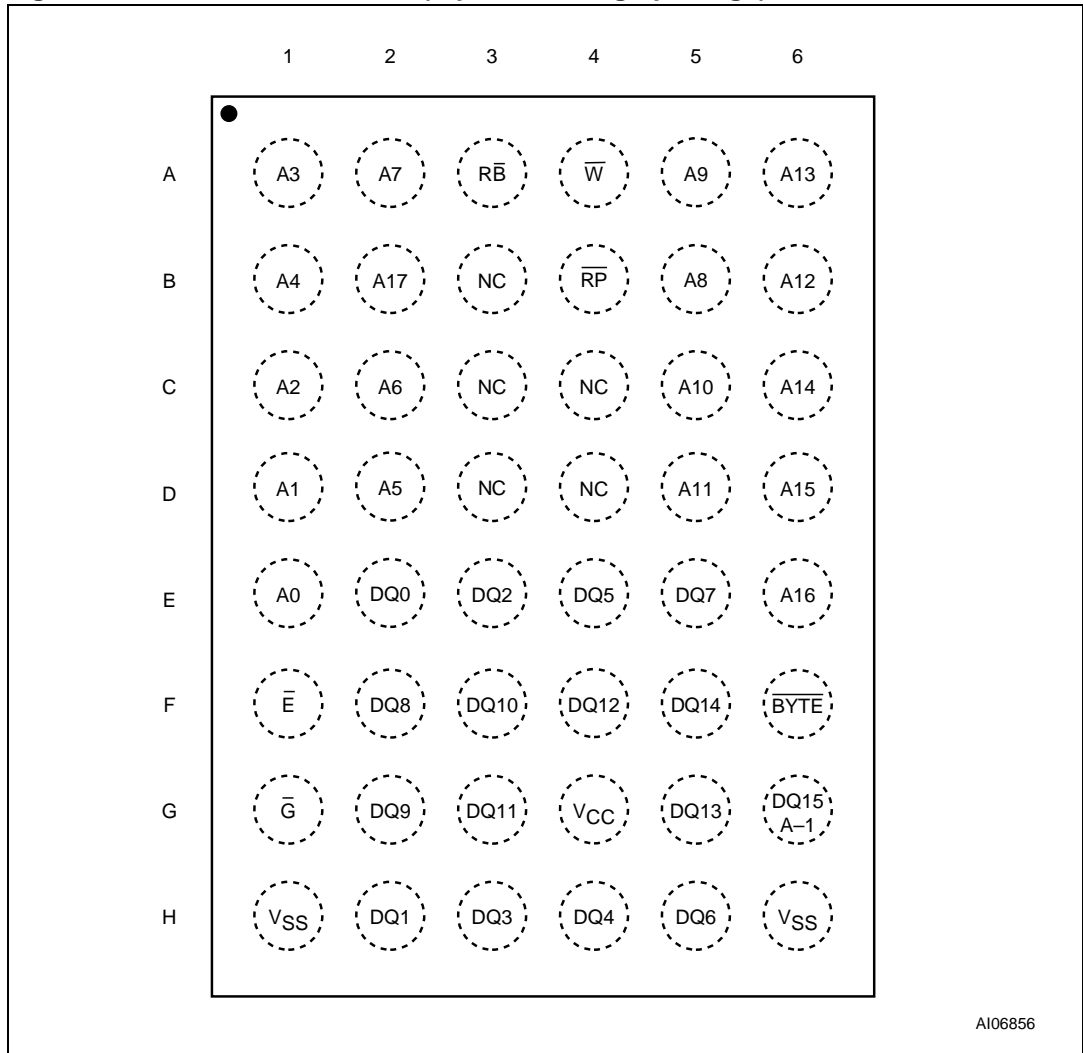 1 2 3 4 5 6
A A3 A7 RB̅ W̅ A9 A13
B A4 A17 NC R̅P̅ A8 A12
C A2 A6 NC NC A10 A14
D A1 A5 NC NC A11 A15
E A0 DQ0 DQ2 DQ5 DQ7 A16
F E̅ DQ8 DQ10 DQ12 DQ14 B̅Y̅T̅E̅
G G̅ DQ9 DQ11 VCC DQ13 DQ15 A–1
H VSS DQ1 DQ3 DQ4 DQ6 VSS
AI06856